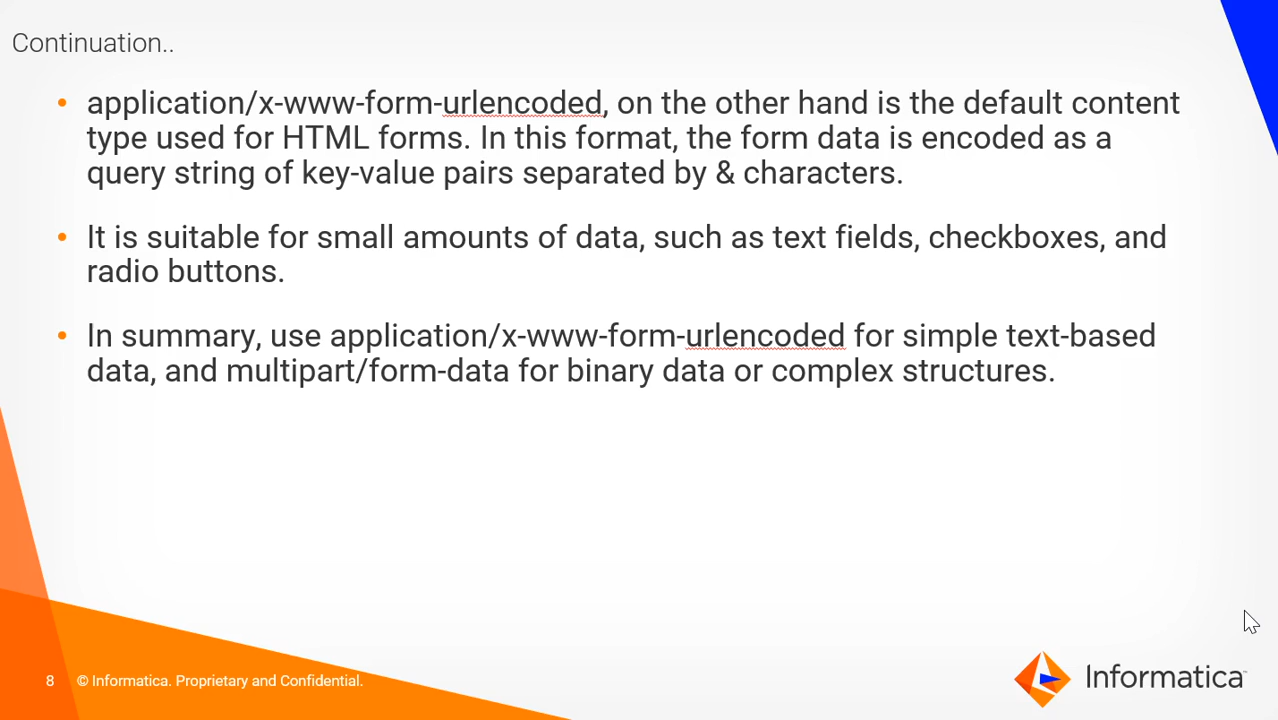 Continuation..
• application/x-www-form-urlencoded, on the other hand is the default content
type used for HTML forms. In this format, the form data is encoded as a
query string of key-value pairs separated by & characters.
• It is suitable for small amounts of data, such as text fields, checkboxes, and
radio buttons.
• In summary, use application/x-www-form-urlencoded for simple text-based
data, and multipart/form-data for binary data or complex structures.
8 © Informatica. Proprietary and Confidential.
Informatica™